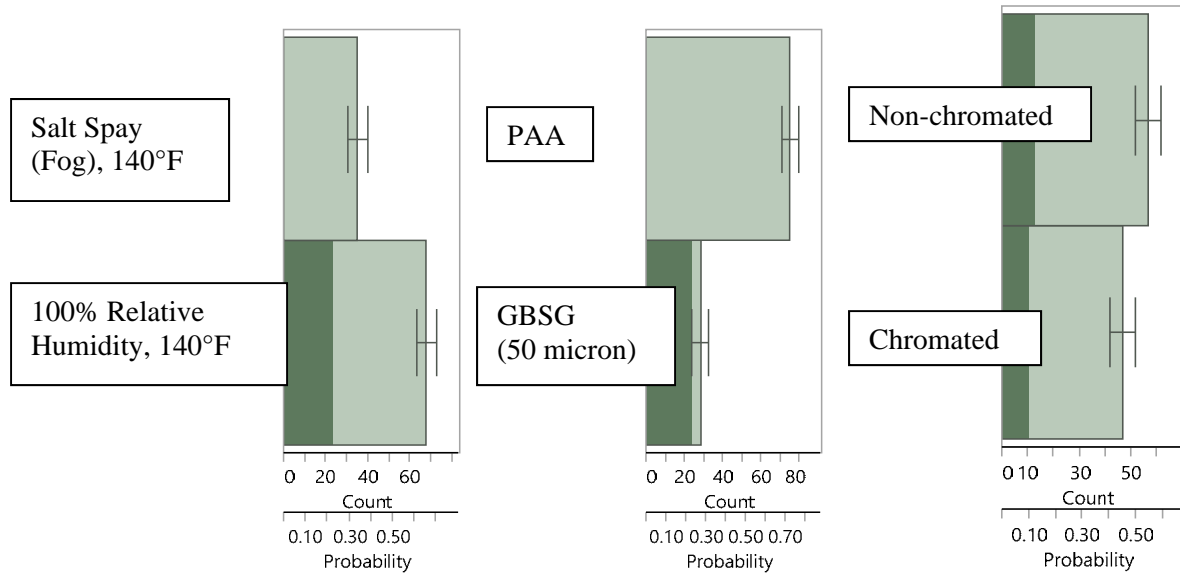 Salt Spay
(Fog), 140°F
100% Relative
Humidity, 140°F
0 20 40 60
Count
0.10 0.30 0.50
Probability
PAA
GBSG
(50 micron)
0 20 40 60 80
Count
0.10 0.30 0.50 0.70
Probability
Non-chromated
Chromated
0 10 30 50
Count
0.10 0.30 0.50
Probability